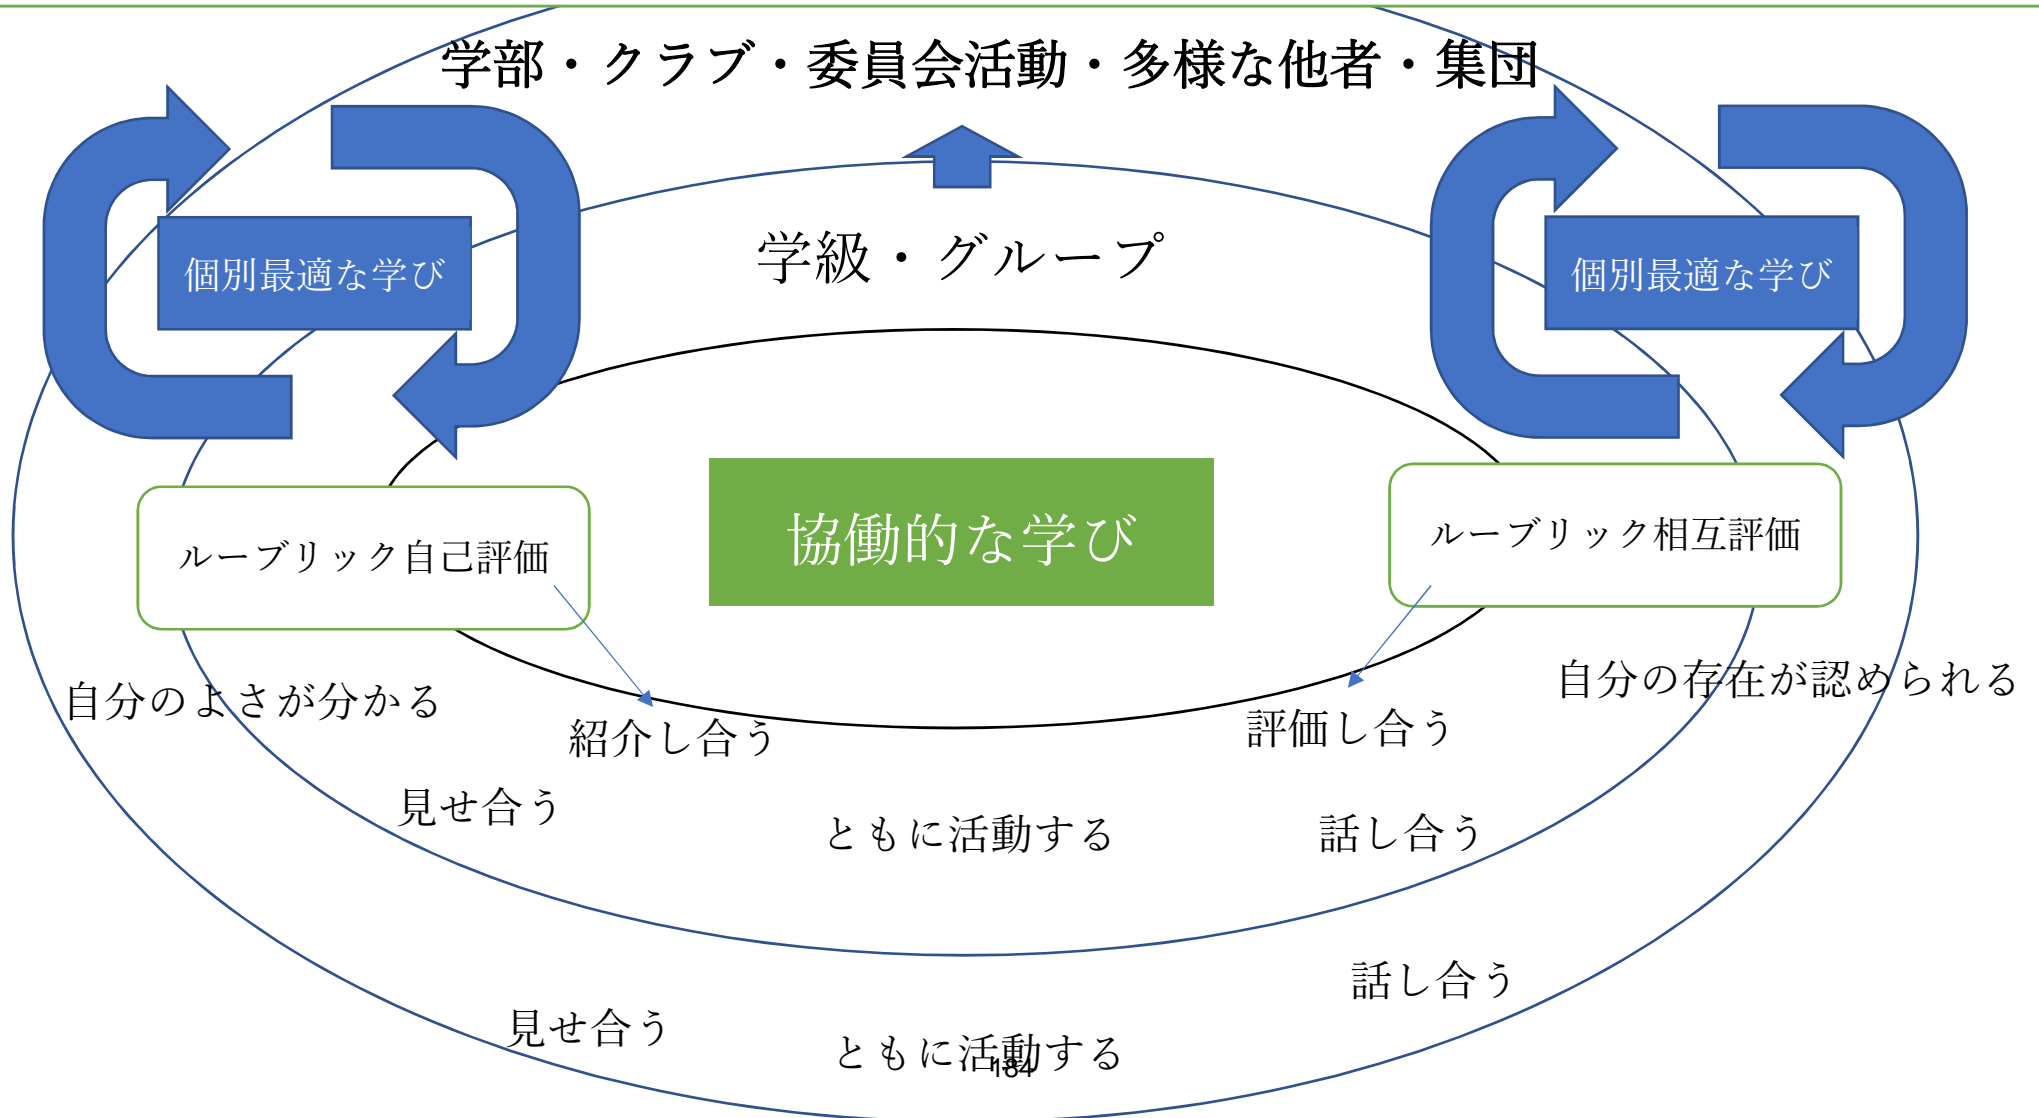 学部・クラブ・委員会活動・多様な他者・集団
学級・グループ
個別最適な学び
個別最適な学び
協働的な学び
ルーブリック自己評価
ルーブリック相互評価
自分のよさが分かる
自分の存在が認められる
紹介し合う
評価し合う
見せ合う
ともに活動する
話し合う
話し合う
見せ合う
ともに活動する
184